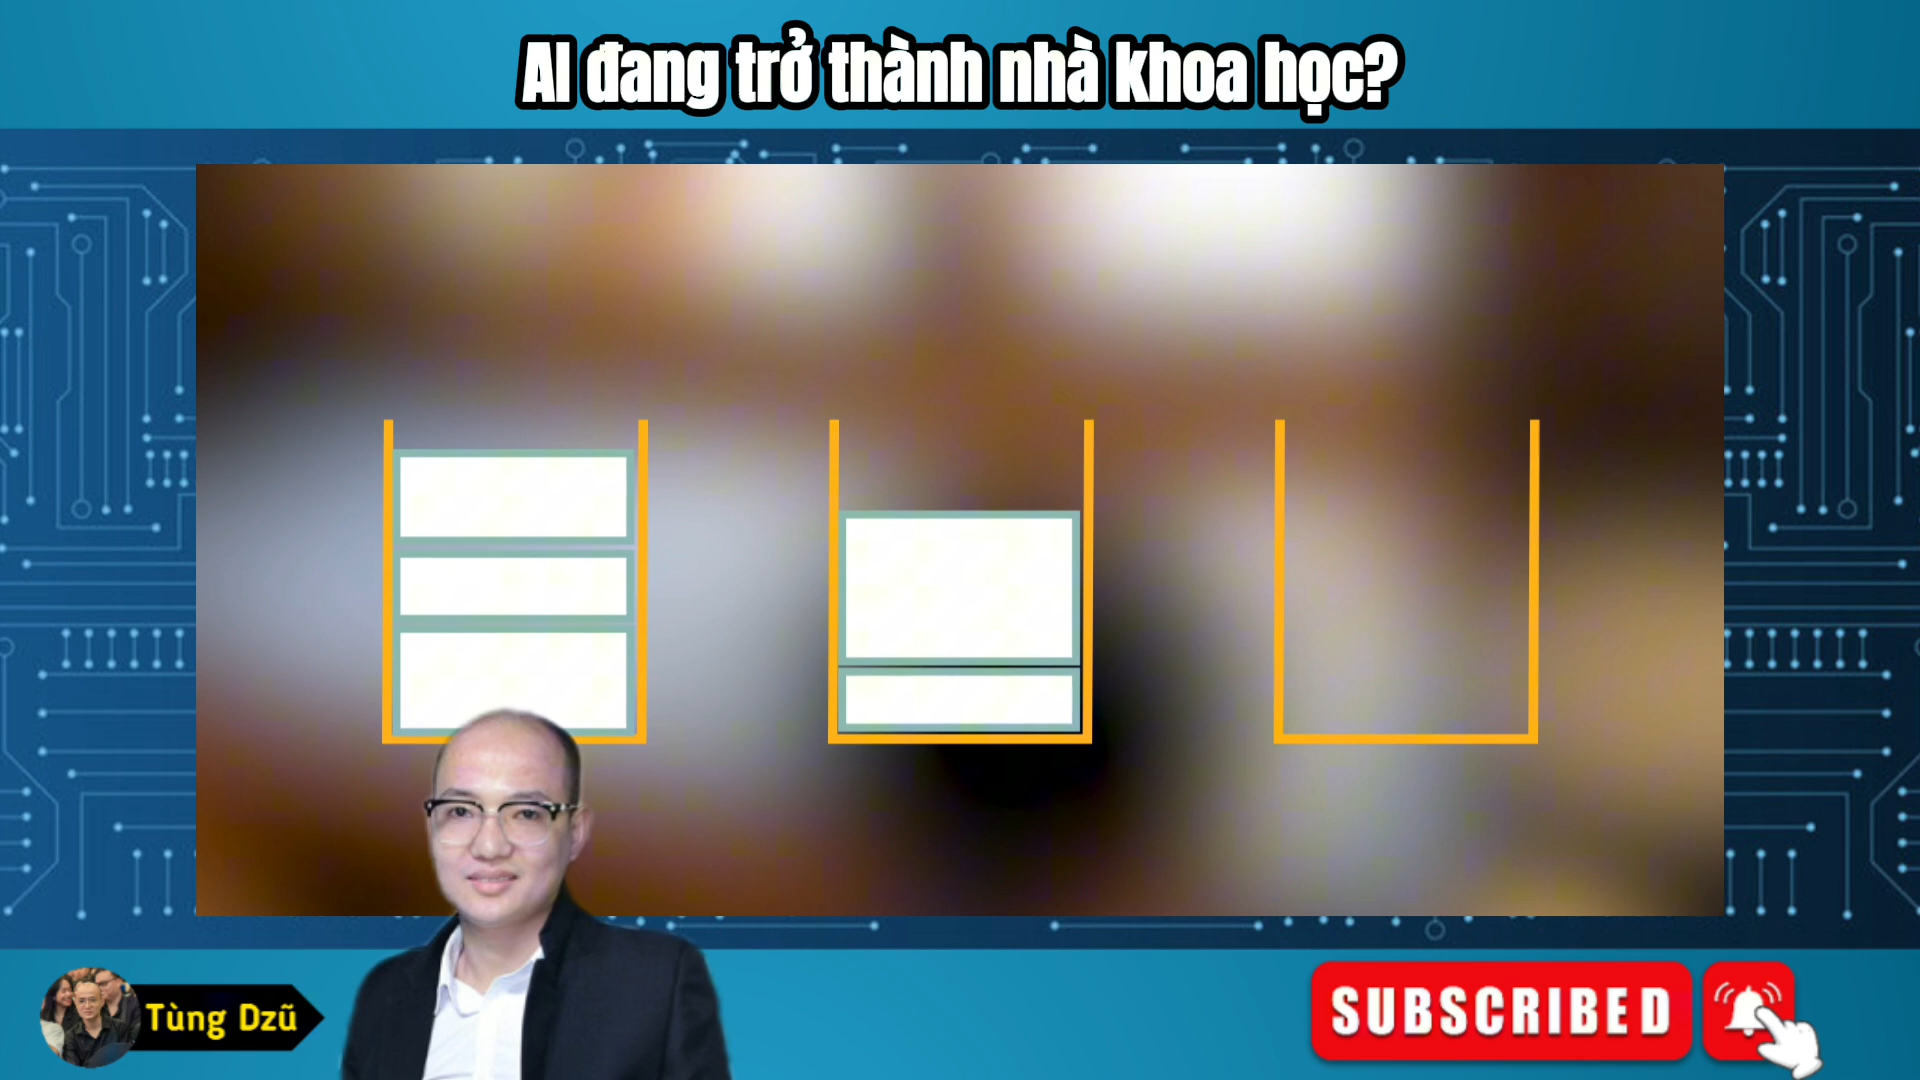 AI đang trở thành nhà khoa học?
Tùng Dzũ
SUBSCRIBED